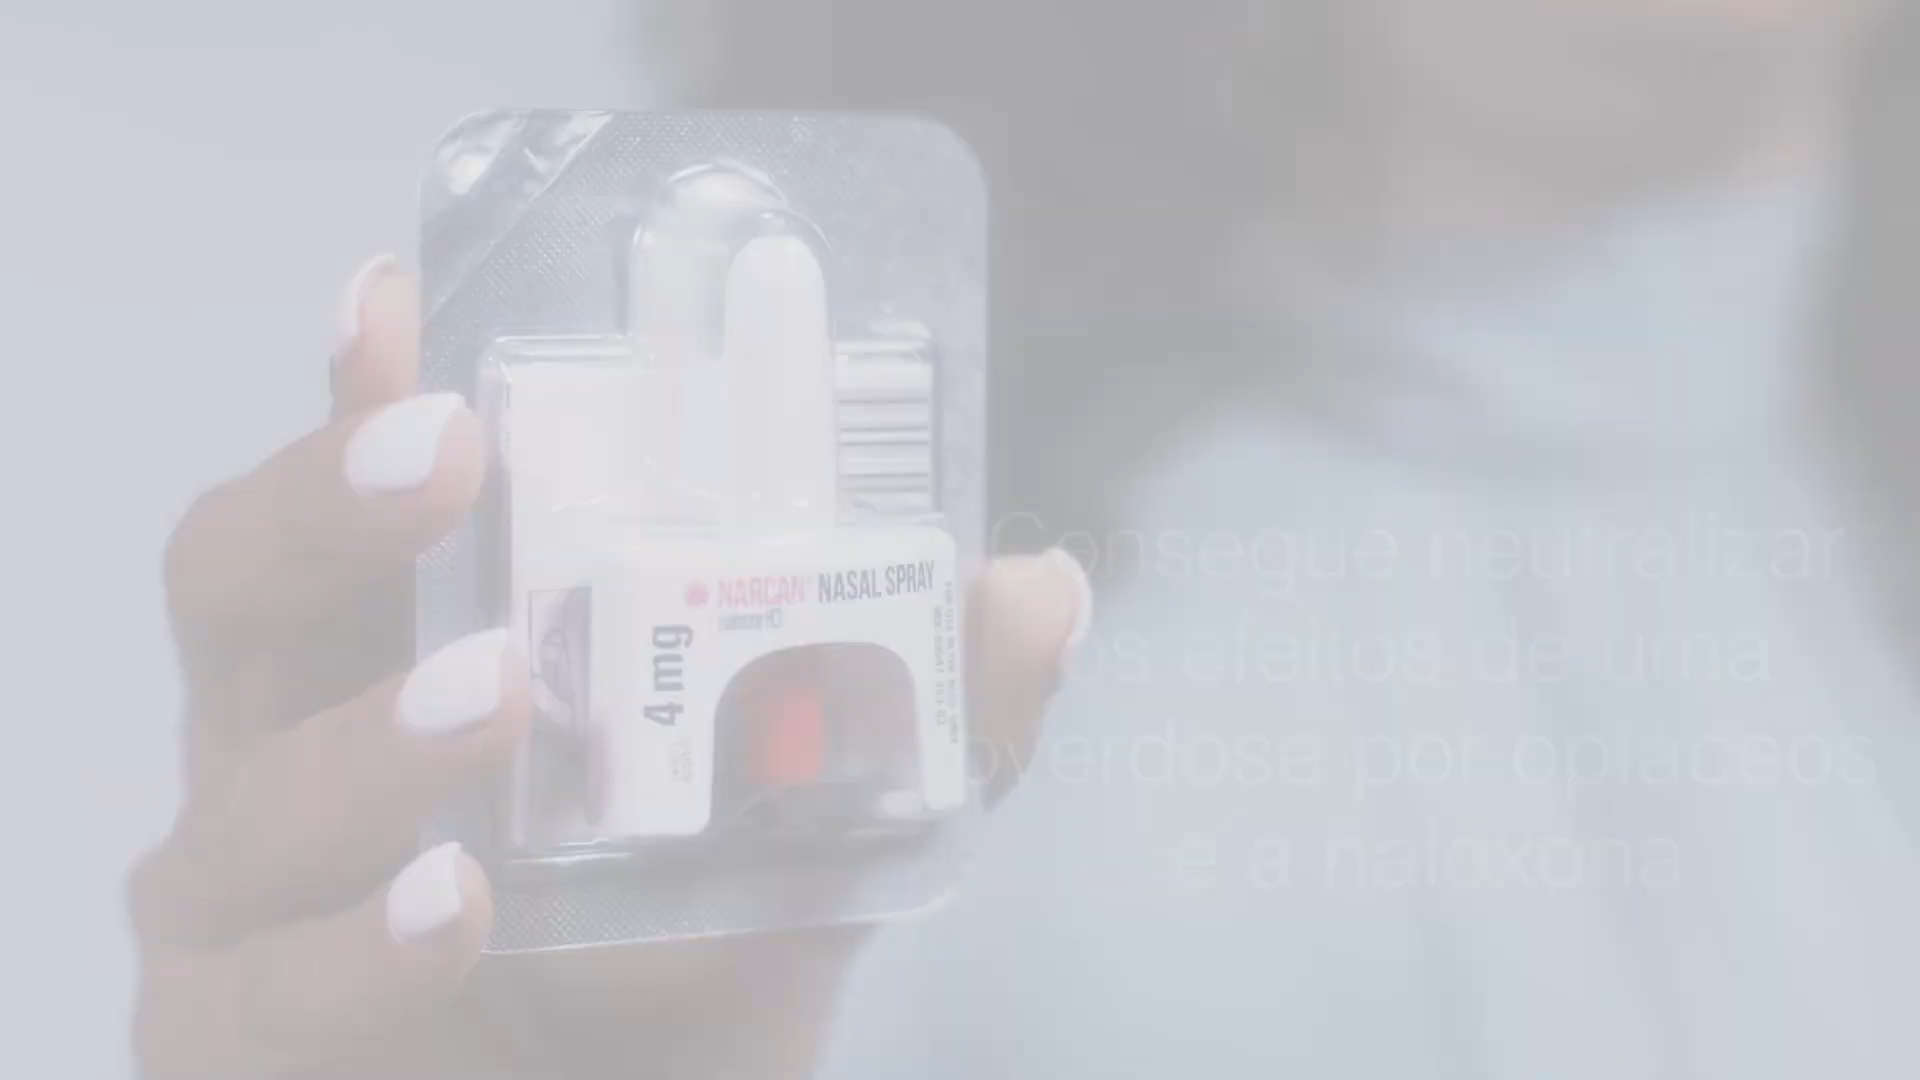 NARCAN® NASAL SPRAY
4 mg
Consegue neutralizar
os efeitos de uma
overdose por opiáceos
é a naloxona